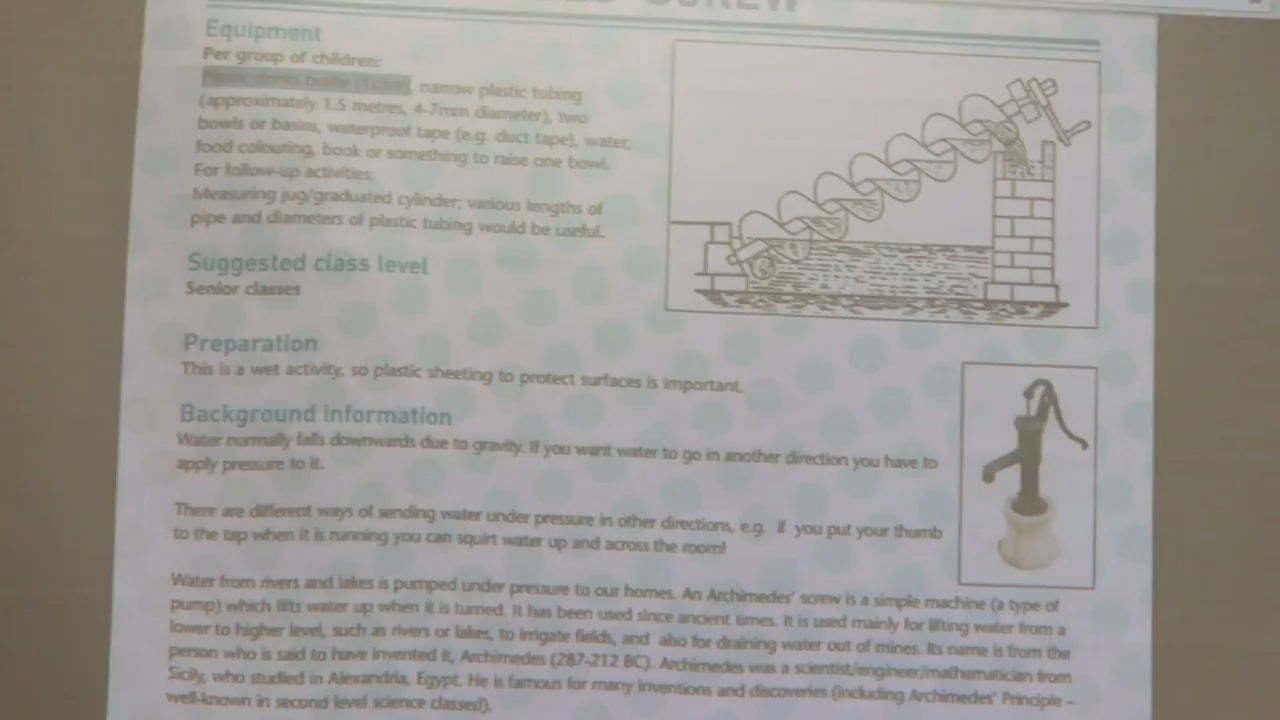 SCREW
Equipment
Per group of children:
Plastic drinks bottle (1 litre), narrow plastic tubing
(approximately 1.5 metres, 4-7mm diameter), two
bowls or basins, waterproof tape (e.g. duct tape), water,
food colouring, book or something to raise one bowl.
For follow-up activities:
Measuring jug/graduated cylinder; various lengths of
pipe and diameters of plastic tubing would be useful.
Suggested class level
Senior classes
Preparation
This is a wet activity, so plastic sheeting to protect surfaces is important.
Background information
Water normally falls downwards due to gravity. If you want water to go in another direction you have to
apply pressure to it.
There are different ways of sending water under pressure in other directions, e.g. if you put your thumb
to the tap when it is running you can squirt water up and across the room!
Water from rivers and lakes is pumped under pressure to our homes. An Archimedes' screw is a simple machine (a type of
pump) which lifts water up when it is turned. It has been used since ancient times. It is used mainly for lifting water from a
lower to higher level, such as rivers or lakes, to irrigate fields, and also for draining water out of mines. Its name is from the
person who is said to have invented it, Archimedes (287-212 BC). Archimedes was a scientist/engineer/mathematician from
Sicily, who studied in Alexandria, Egypt. He is famous for many inventions and discoveries (including Archimedes' Principle –
well-known in second level science classes!).